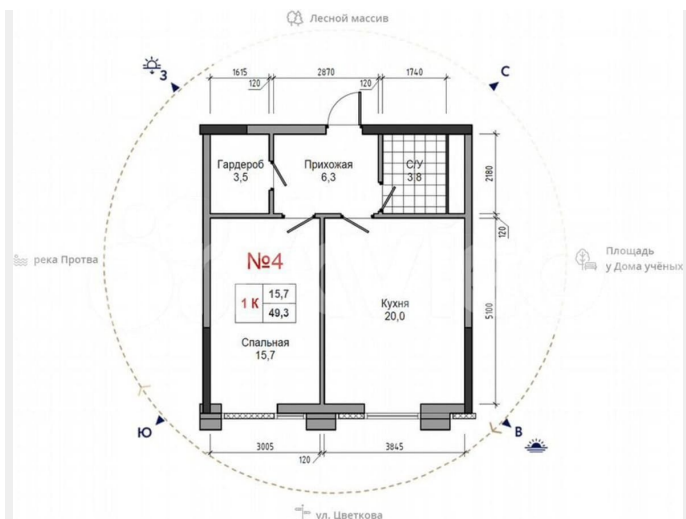 Лесной массив
З
С
1615
120
2870
120
1740
Гардероб
3,5
Прихожая
6,3
С/У
3,8
2180
120
река Протва
Площадь
у Дома учёных
№4
1 К
15,7
49,3
Спальная
15,7
Кухня
20,0
5100
Ю
В
3005
120
3845
ул. Цветкова